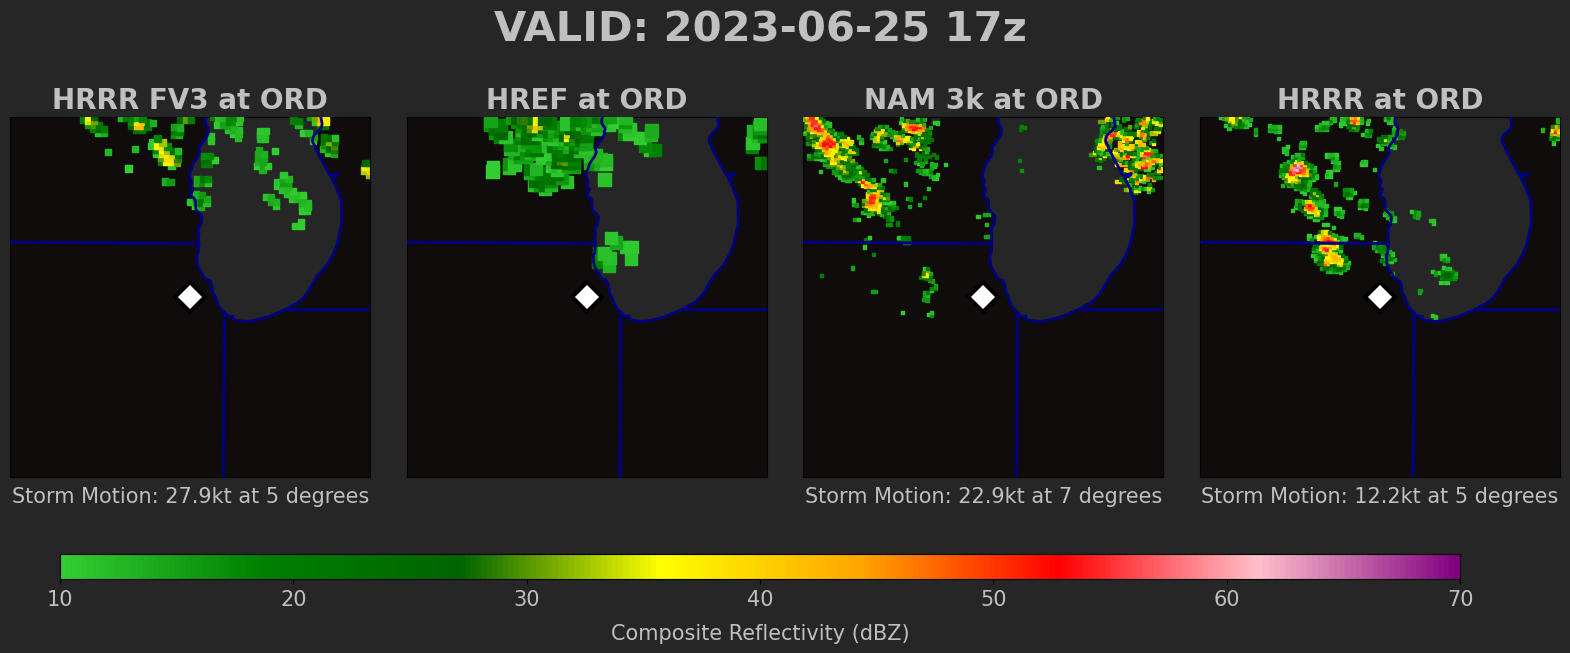 VALID: 2023-06-25 17z
HRRR FV3 at ORD
HREF at ORD
NAM 3k at ORD
HRRR at ORD
Storm Motion: 27.9kt at 5 degrees
Storm Motion: 22.9kt at 7 degrees
Storm Motion: 12.2kt at 5 degrees
10 20 30 40 50 60 70
Composite Reflectivity (dBZ)